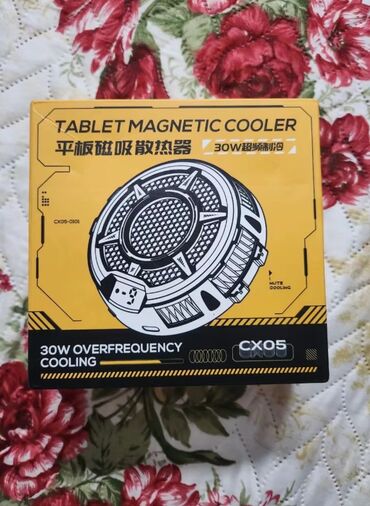 TABLET MAGNETIC COOLER
平板磁吸散热器 30W超频制冷
CX05-0101
MUTE
COOLING
30W OVERFREQUENCY
COOLING
CX05